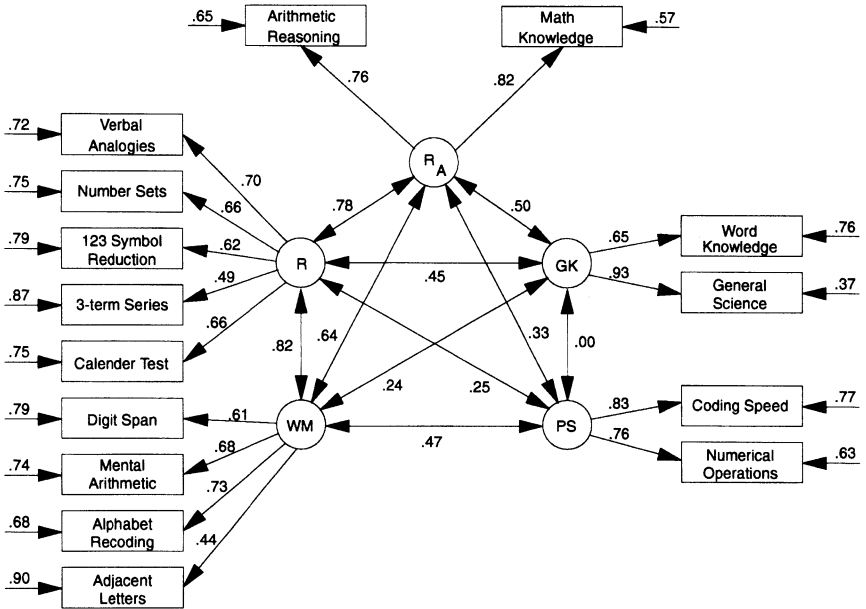 .65
Arithmetic
Reasoning
Math
Knowledge
.57
.76
.82
.72
Verbal
Analogies
R A
.70
.75
Number Sets
.66
.78
.50
.79
123 Symbol
Reduction
.62
R
.45
GK
.65
Word
Knowledge
.76
.87
3-term Series
.49
.93
General
Science
.37
.66
.75
Calender Test
.82
.64
.33
.00
.24
.25
.79
Digit Span
.61
WM
.47
PS
.83
Coding Speed
.77
.74
Mental
Arithmetic
.68
.76
Numerical
Operations
.63
.73
.68
Alphabet
Recoding
.44
.90
Adjacent
Letters